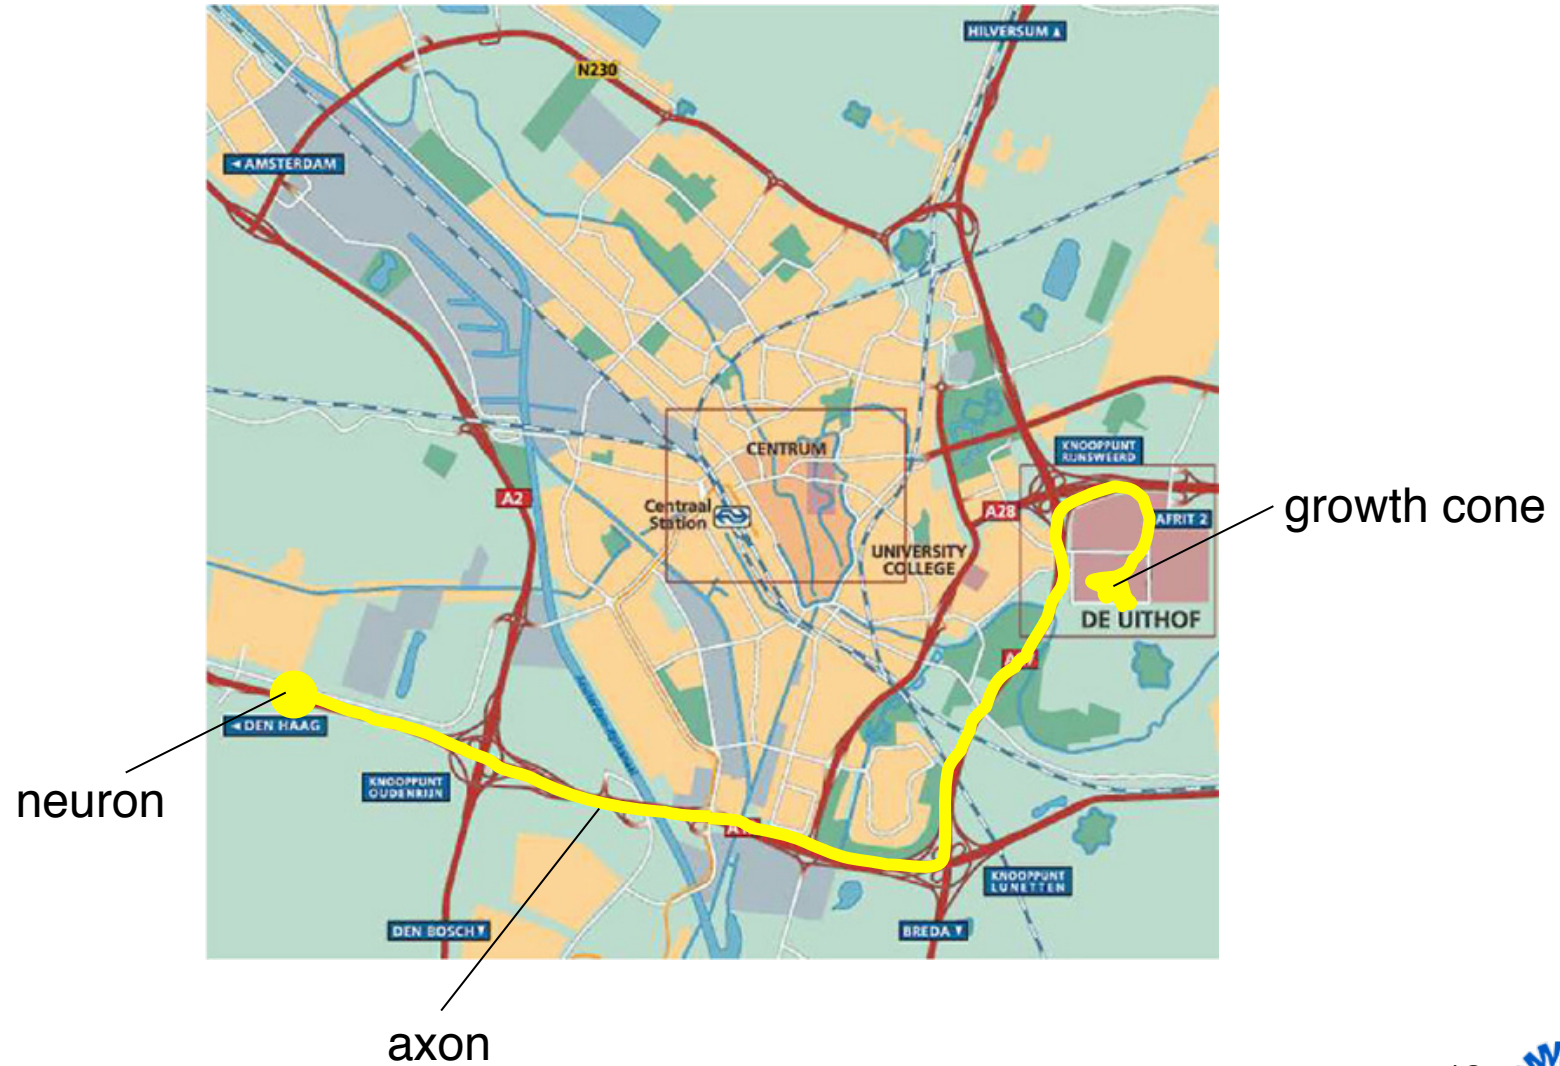 HILVERSUM ▲
N230
◄ AMSTERDAM
KNOOPPUNT
RIJNSWEERD
CENTRUM
A2
Centraal
Station
A28
AFRIT 2
growth cone
UNIVERSITY
COLLEGE
DE UITHOF
◄ DEN HAAG
KNOOPPUNT
OUDENRIJN
neuron
KNOOPPUNT
LUNETTEN
DEN BOSCH ▼
BREDA ▼
axon